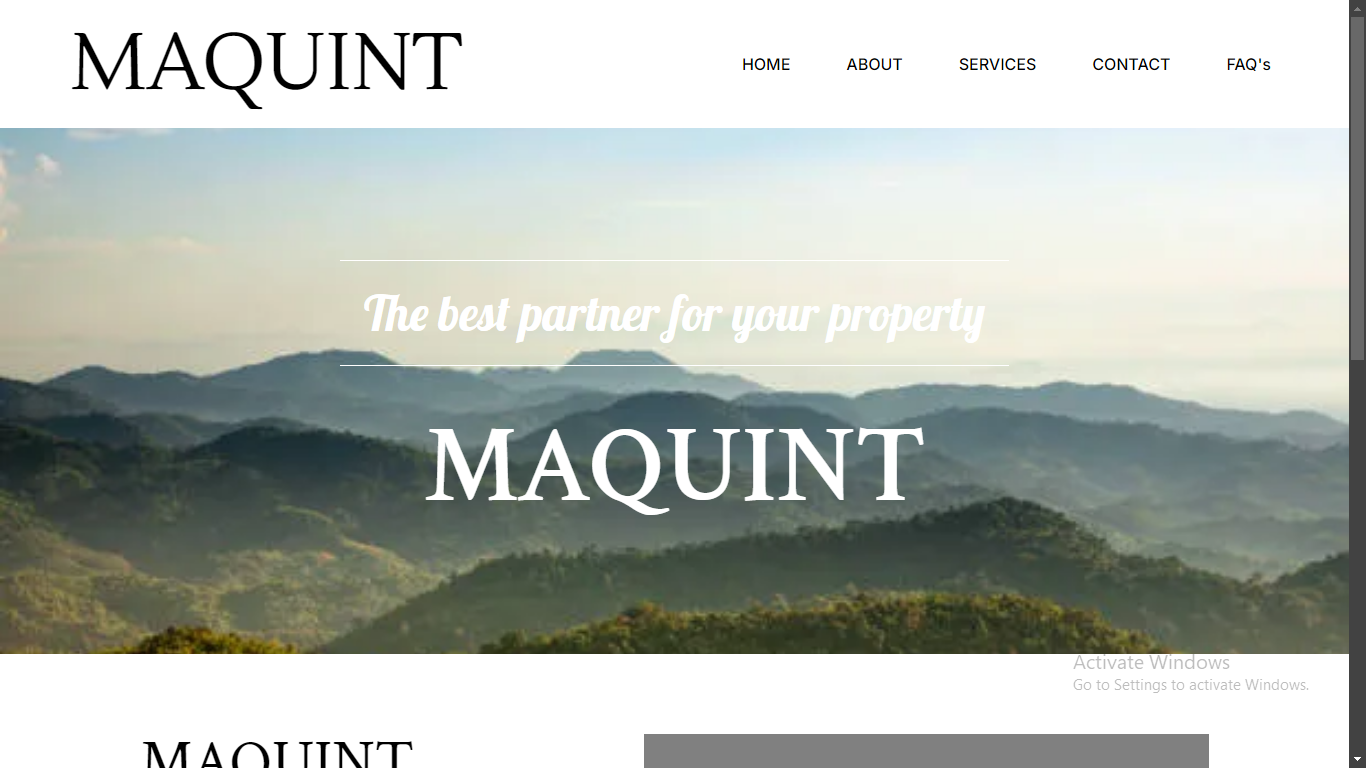 MAQUINT
HOME ABOUT SERVICES CONTACT FAQ's
The best partner for your property
MAQUINT
Activate Windows
Go to Settings to activate Windows.
MAQUINT